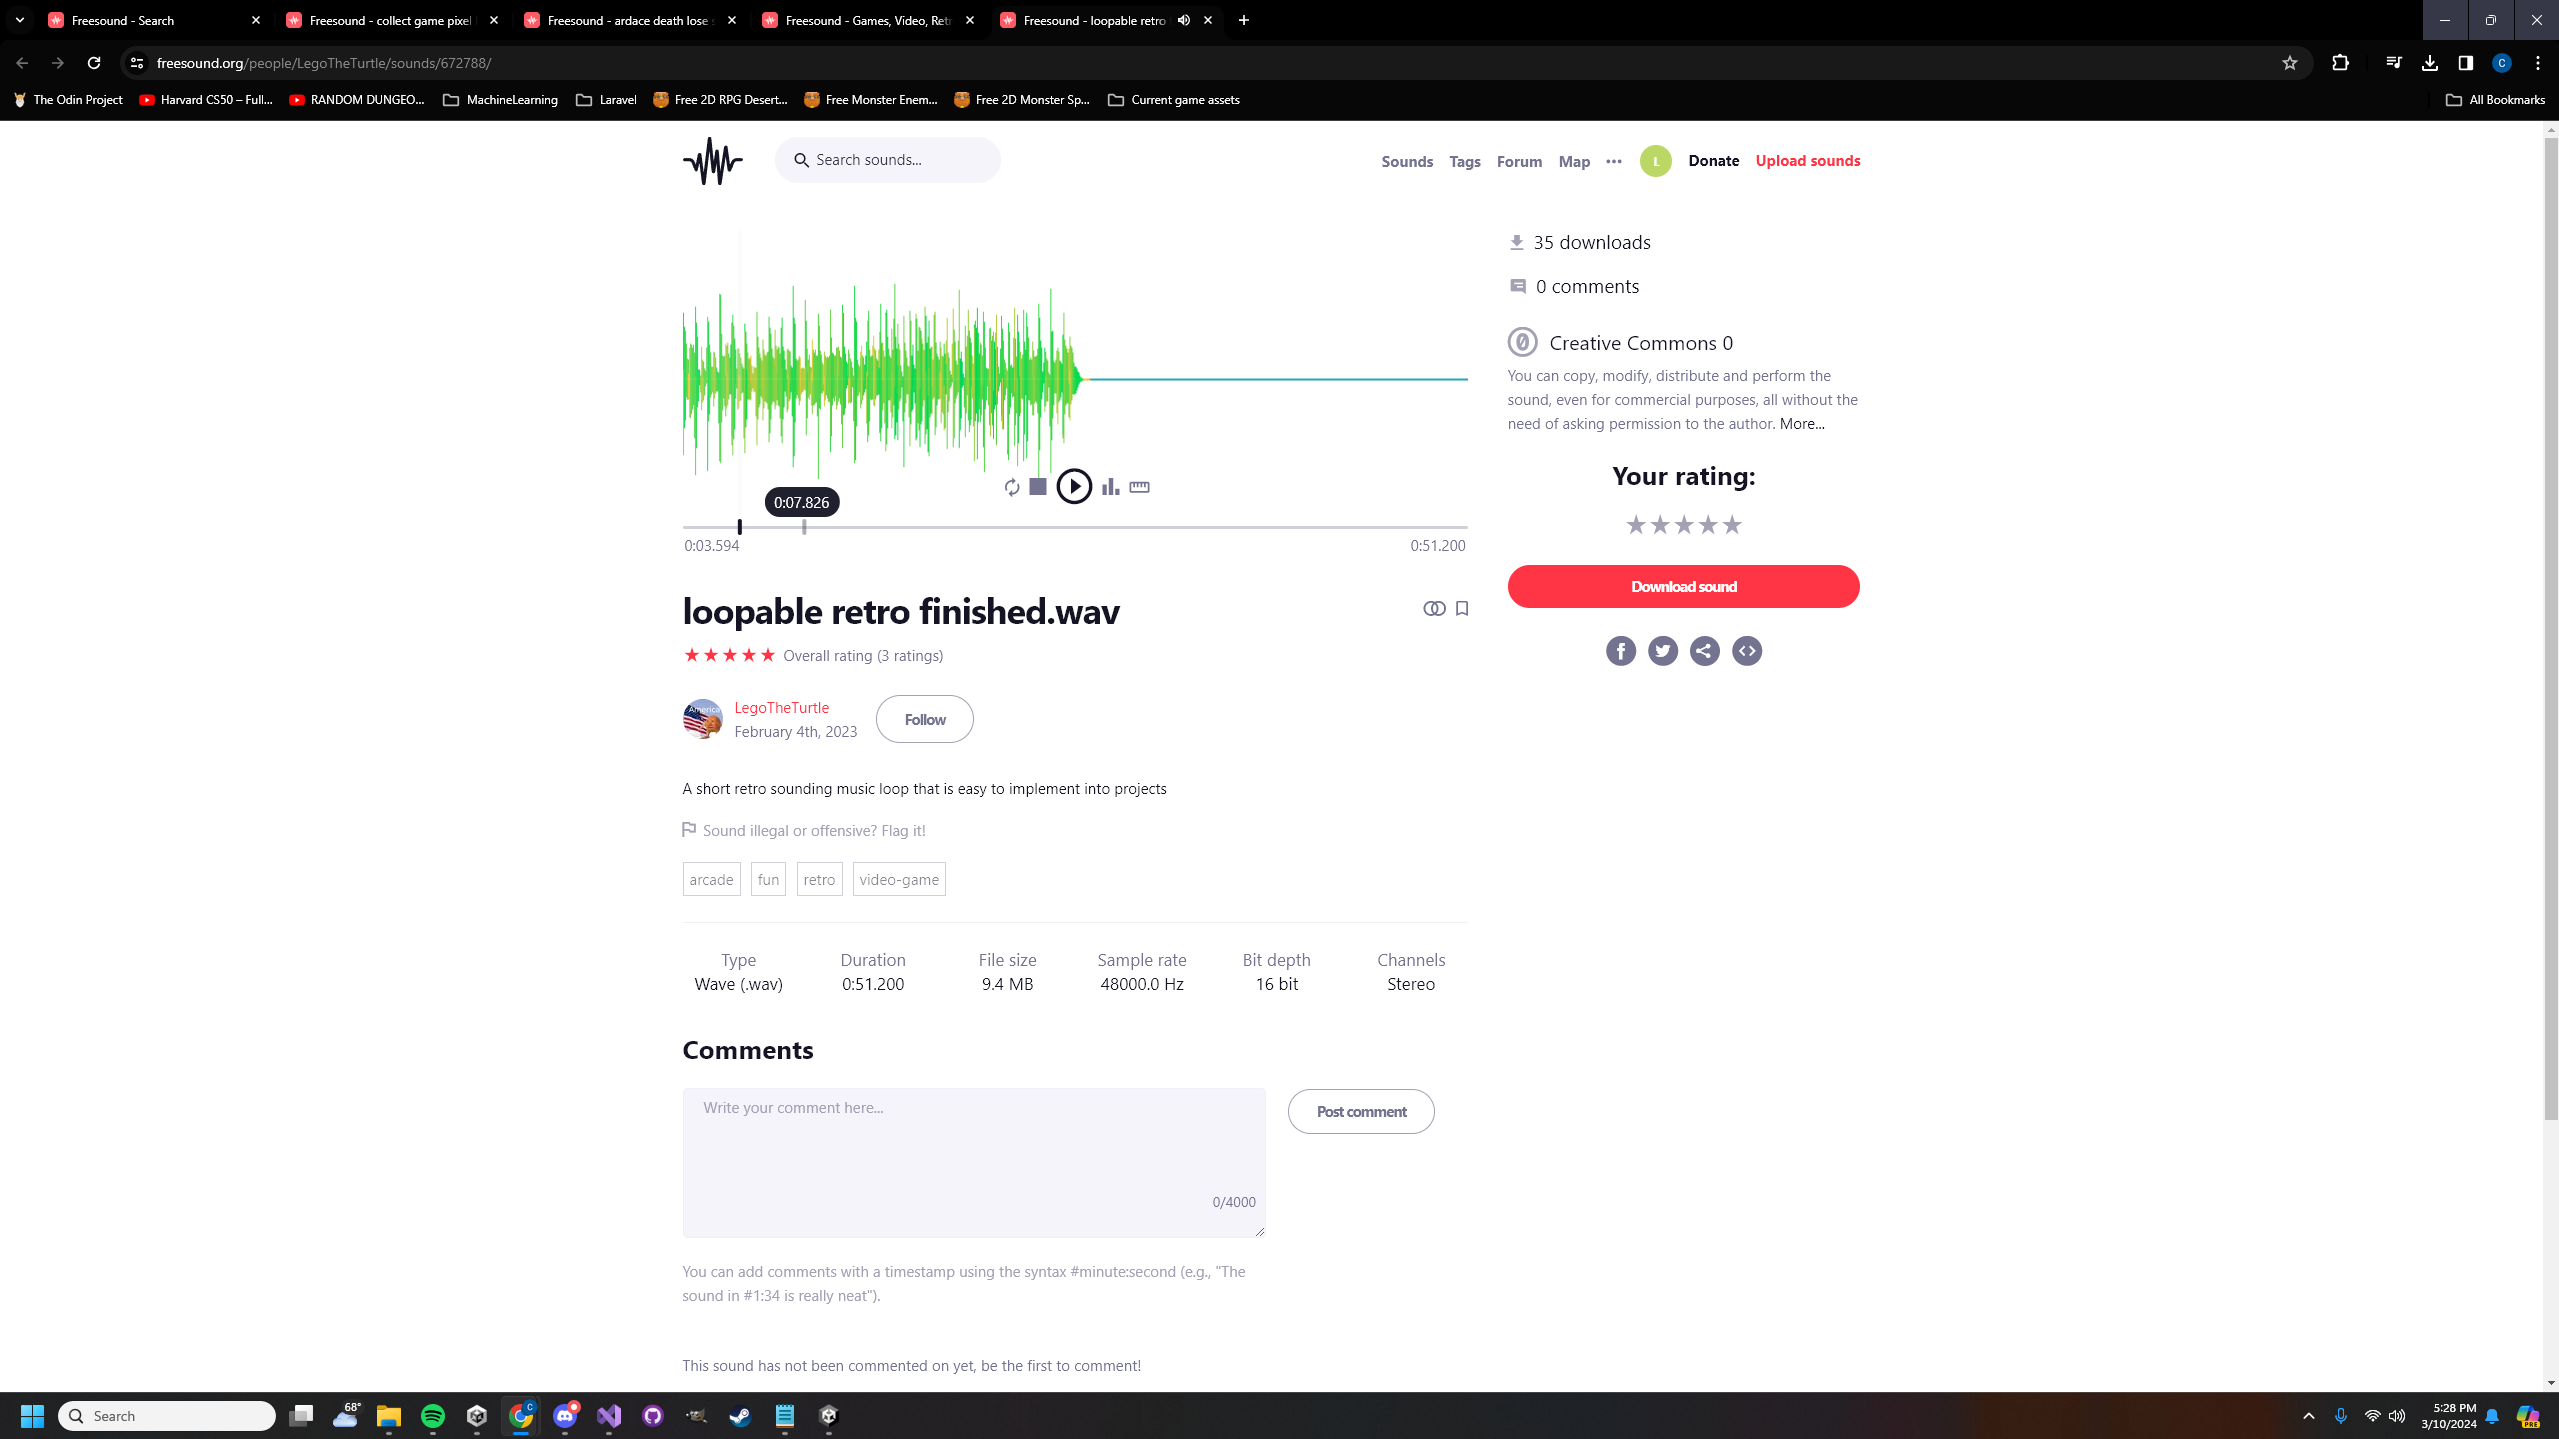 Freesound - Search
Freesound - collect game pixel
Freesound - ardace death lose s
Freesound - Games, Video, Retr
Freesound - loopable retro
freesound.org/people/LegoTheTurtle/sounds/672788/
C
The Odin Project
Harvard CS50 – Full...
RANDOM DUNGEO...
MachineLearning
Laravel
Free 2D RPG Desert...
Free Monster Enem...
Free 2D Monster Sp...
Current game assets
All Bookmarks
Search sounds...
Sounds
Tags
Forum
Map
L
Donate
Upload sounds
35 downloads
0 comments
Creative Commons 0
You can copy, modify, distribute and perform the
sound, even for commercial purposes, all without the
need of asking permission to the author. More...
Your rating:
Download sound
0:07.826
0:03.594
0:51.200
loopable retro finished.wav
Overall rating (3 ratings)
America
LegoTheTurtle
February 4th, 2023
Follow
A short retro sounding music loop that is easy to implement into projects
Sound illegal or offensive? Flag it!
arcade
fun
retro
video-game
Type
Duration
File size
Sample rate
Bit depth
Channels
Wave (.wav)
0:51.200
9.4 MB
48000.0 Hz
16 bit
Stereo
Comments
Write your comment here...
0/4000
Post comment
You can add comments with a timestamp using the syntax #minute:second (e.g., "The
sound in #1:34 is really neat").
This sound has not been commented on yet, be the first to comment!
Search
68°
C
5:28 PM
3/10/2024
PRE